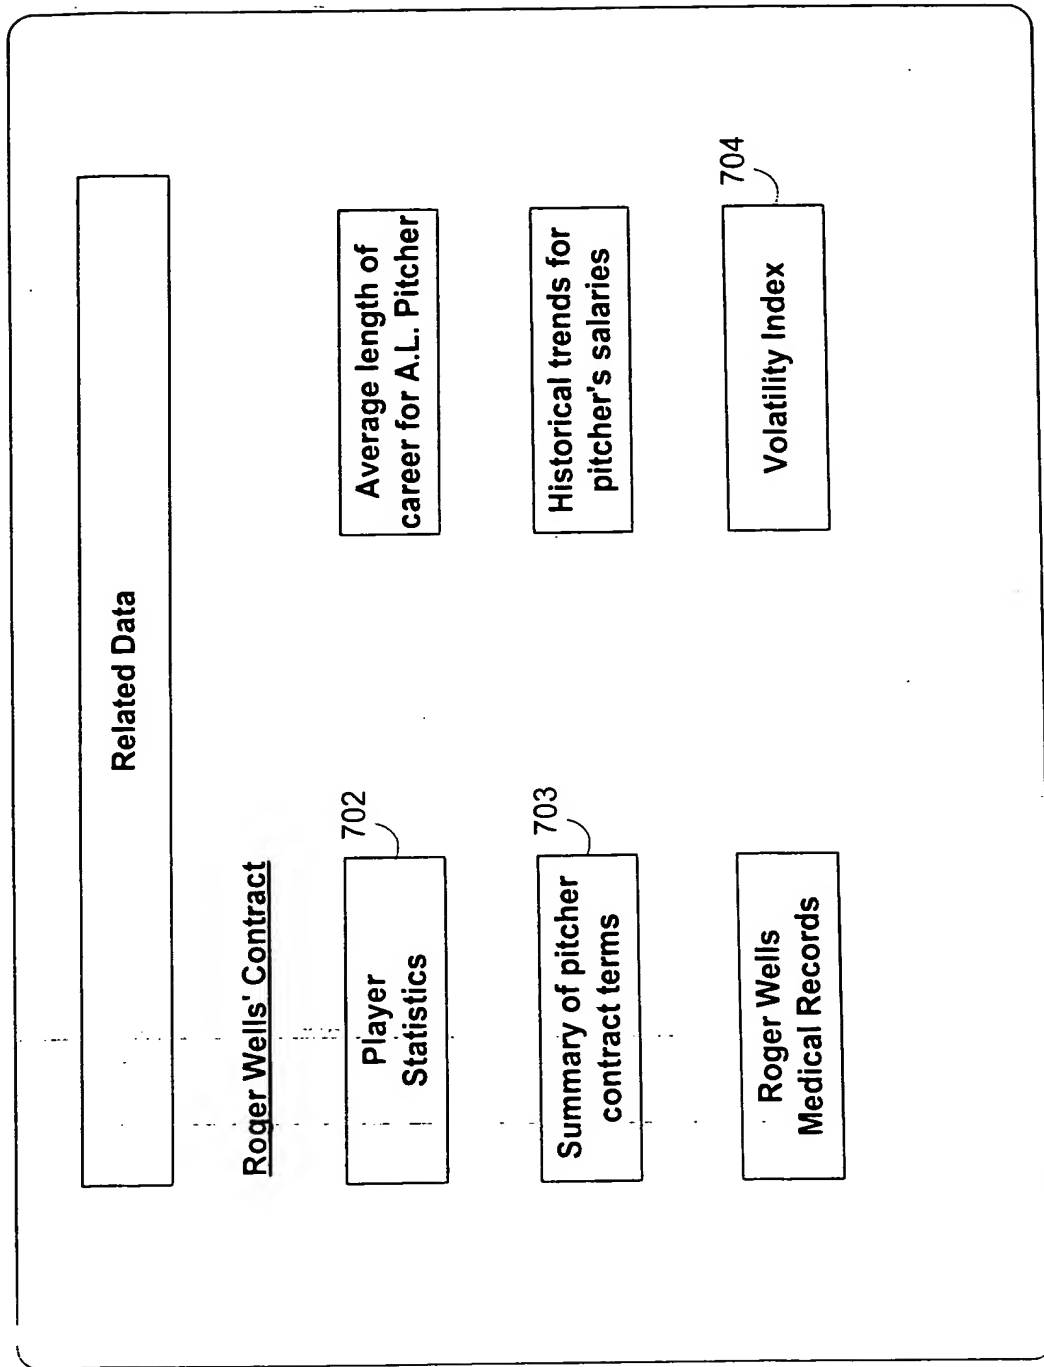 Related Data
Roger Wells' Contract
702
Player
Statistics
Average length of
career for A.L. Pitcher
703
Summary of pitcher
contract terms
Historical trends for
pitcher's salaries
Roger Wells
Medical Records
704
Volatility Index